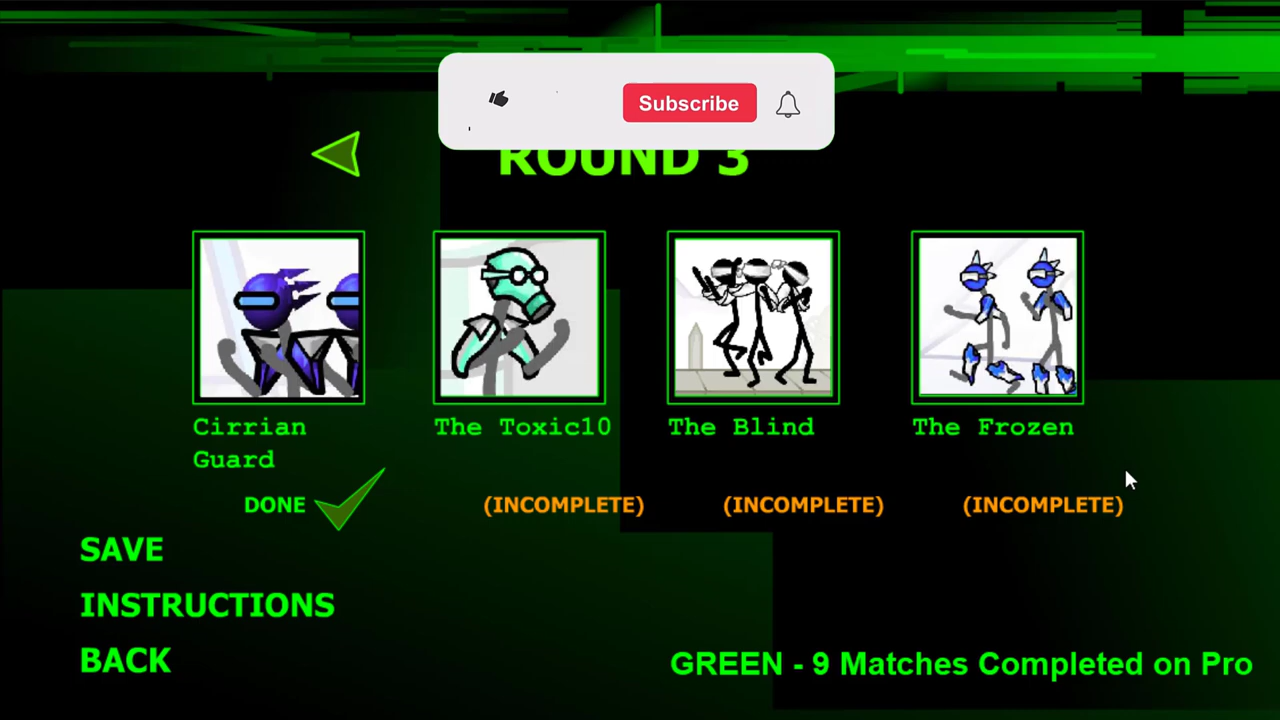 Subscribe
ROUND 3
Cirrian
Guard
The Toxic10
The Blind
The Frozen
DONE
(INCOMPLETE)
(INCOMPLETE)
(INCOMPLETE)
SAVE
INSTRUCTIONS
BACK
GREEN - 9 Matches Completed on Pro